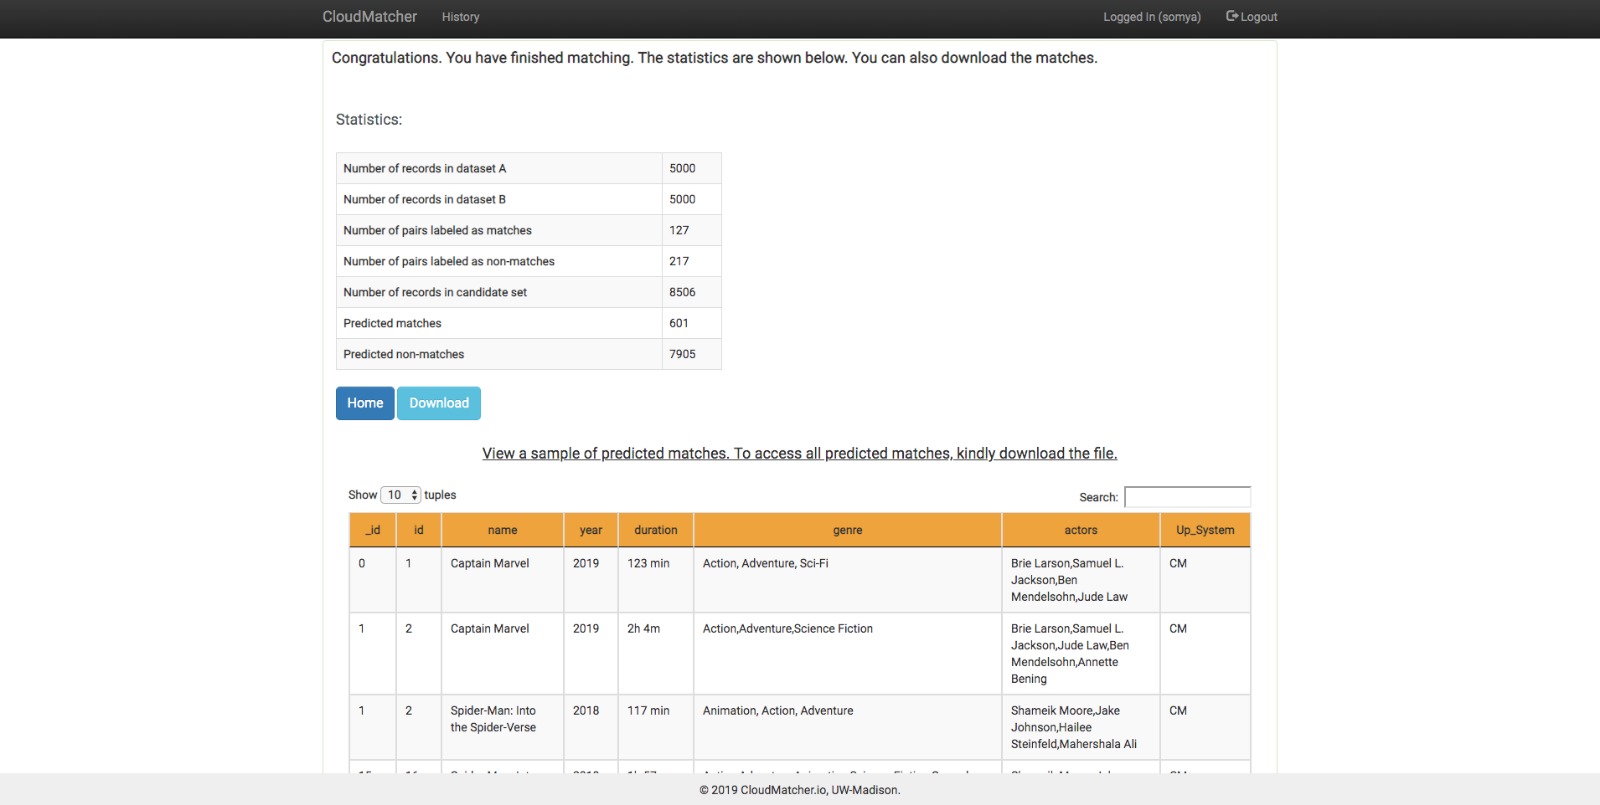 CloudMatcher History Logged In (somya) Logout
Congratulations. You have finished matching. The statistics are shown below. You can also download the matches.
Statistics:
Number of records in dataset A 5000
Number of records in dataset B 5000
Number of pairs labeled as matches 127
Number of pairs labeled as non-matches 217
Number of records in candidate set 8506
Predicted matches 601
Predicted non-matches 7905
Home Download
View a sample of predicted matches. To access all predicted matches, kindly download the file.
Show 10 tuples Search:
_id id name year duration genre actors Up_System
0 1 Captain Marvel 2019 123 min Action, Adventure, Sci-Fi Brie Larson,Samuel L. CM
Jackson,Ben
Mendelsohn,Jude Law
1 2 Captain Marvel 2019 2h 4m Action,Adventure,Science Fiction Brie Larson,Samuel L. CM
Jackson,Jude Law,Ben
Mendelsohn,Annette
Bening
1 2 Spider-Man: Into 2018 117 min Animation, Action, Adventure Shameik Moore,Jake CM
the Spider-Verse Johnson,Hailee
Steinfeld,Mahershala Ali
© 2019 CloudMatcher.io, UW-Madison.